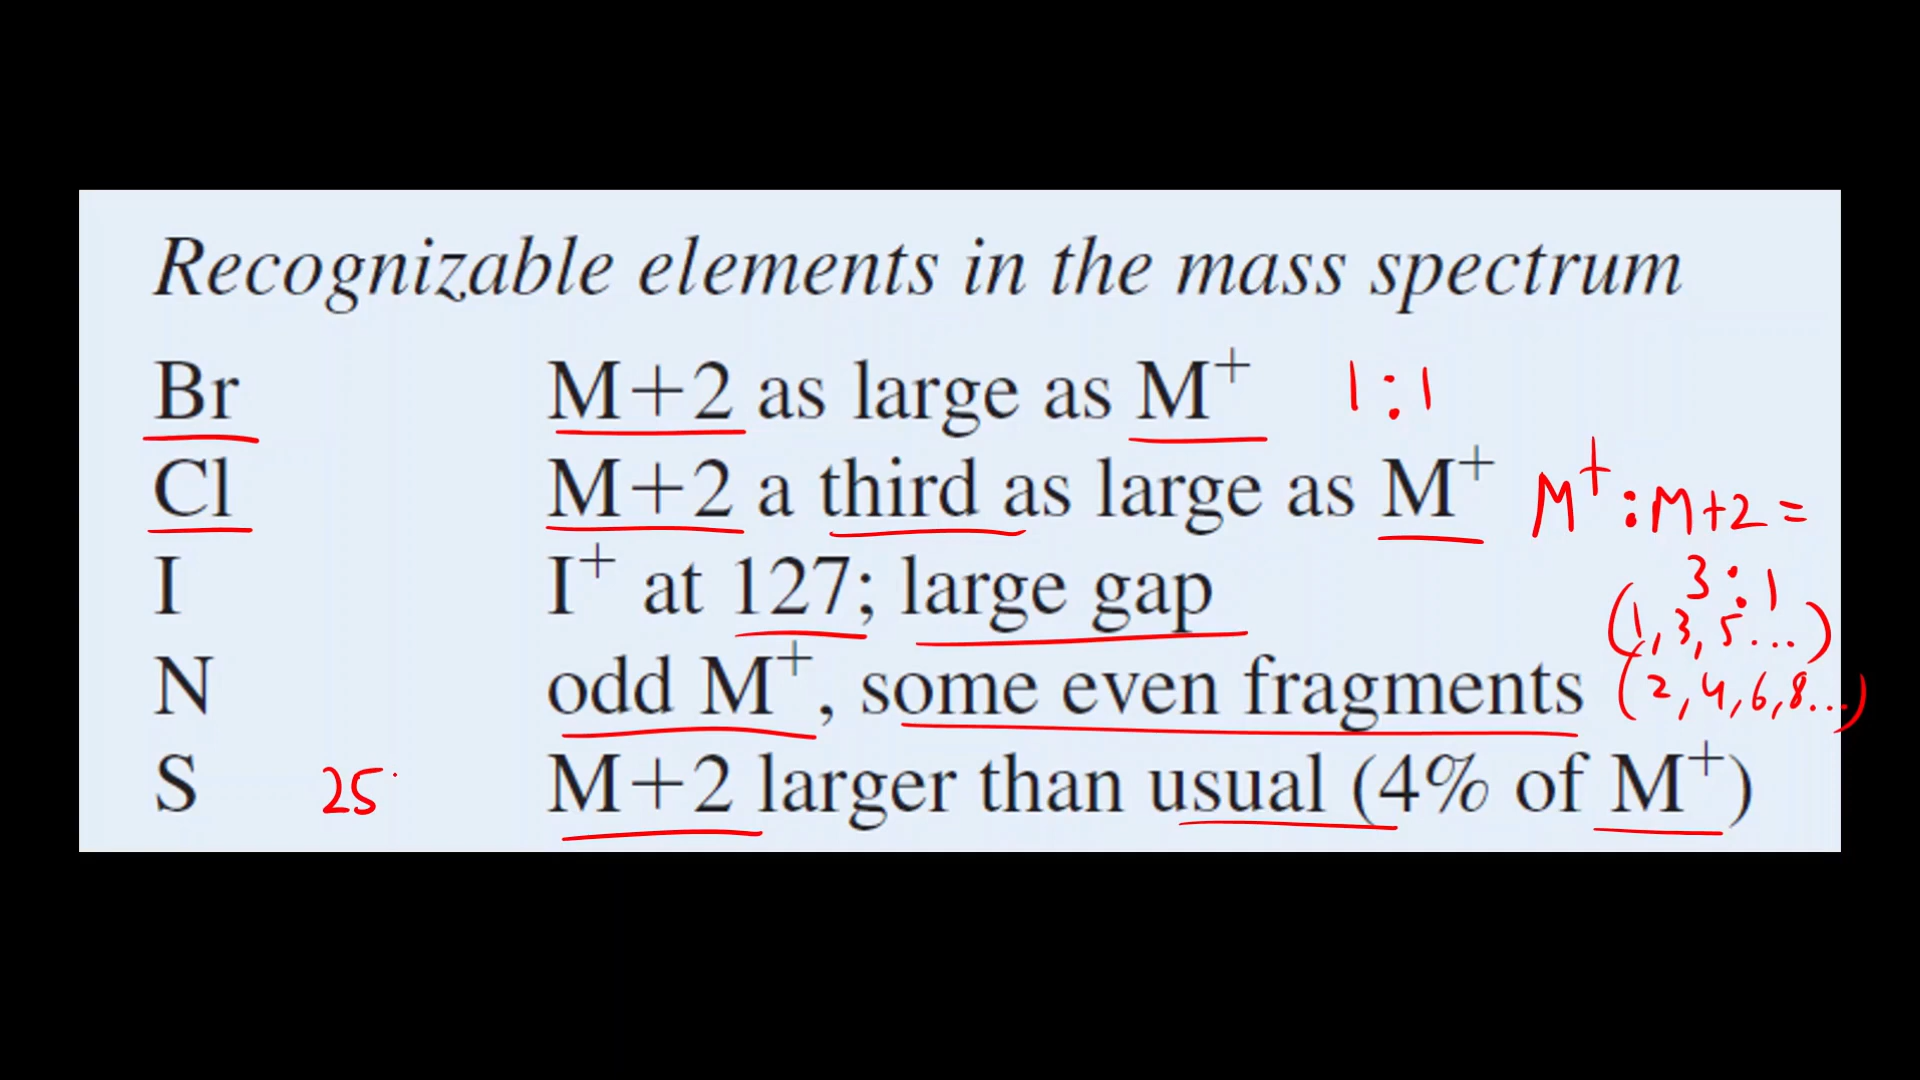 Recognizable elements in the mass spectrum
Br M+2 as large as M⁺ 1:1
Cl M+2 a third as large as M⁺ M⁺:M+2 =
3:1
I I⁺ at 127; large gap
(1, 3, 5...)
N odd M⁺, some even fragments (2, 4, 6, 8...)
S 25 M+2 larger than usual (4% of M⁺)